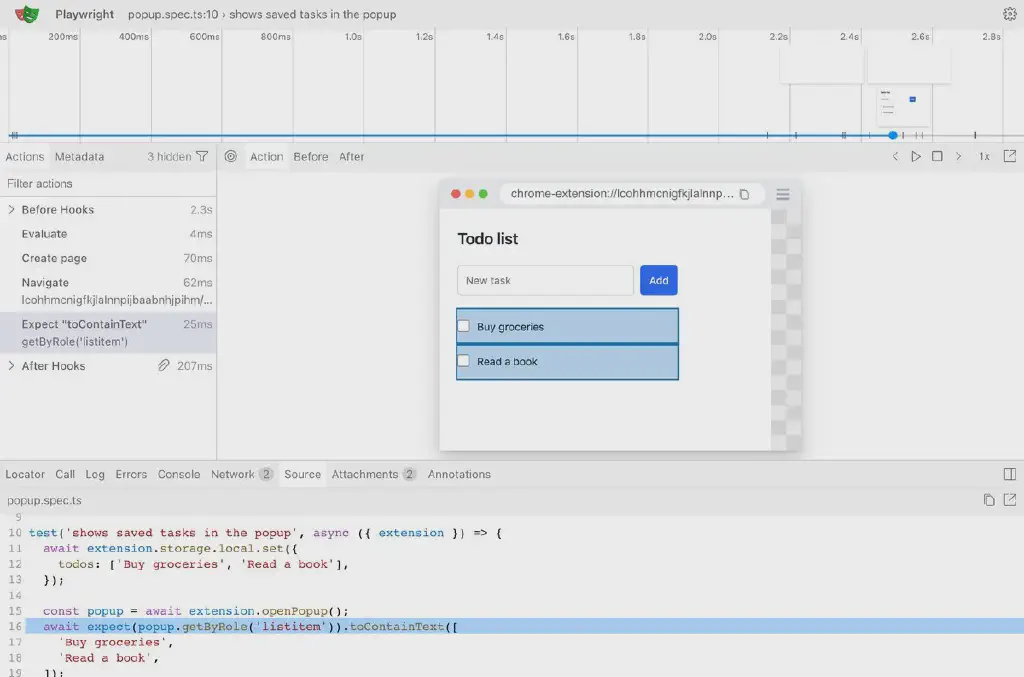 Playwright popup.spec.ts:10 › shows saved tasks in the popup
200ms 400ms 600ms 800ms 1.0s 1.2s 1.4s 1.6s 1.8s 2.0s 2.2s 2.4s 2.6s 2.8s
Actions Metadata 3 hidden
Action Before After
1x
Filter actions
Before Hooks 2.3s
Evaluate 4ms
Create page 70ms
Navigate 62ms
lcohhmcnigfkjlalnnpijbaabnhjpihm/...
Expect "toContainText" 25ms
getByRole('listitem')
After Hooks 207ms
chrome-extension://lcohhmcnigfkjlalnnp...
Todo list
New task Add
Buy groceries
Read a book
Locator Call Log Errors Console Network 2 Source Attachments 2 Annotations
popup.spec.ts
9
10 test('shows saved tasks in the popup', async ({ extension }) => {
11 await extension.storage.local.set({
12 todos: ['Buy groceries', 'Read a book'],
13 });
14
15 const popup = await extension.openPopup();
16 await expect(popup.getByRole('listitem')).toContainText([
17 'Buy groceries',
18 'Read a book',
19 ]);